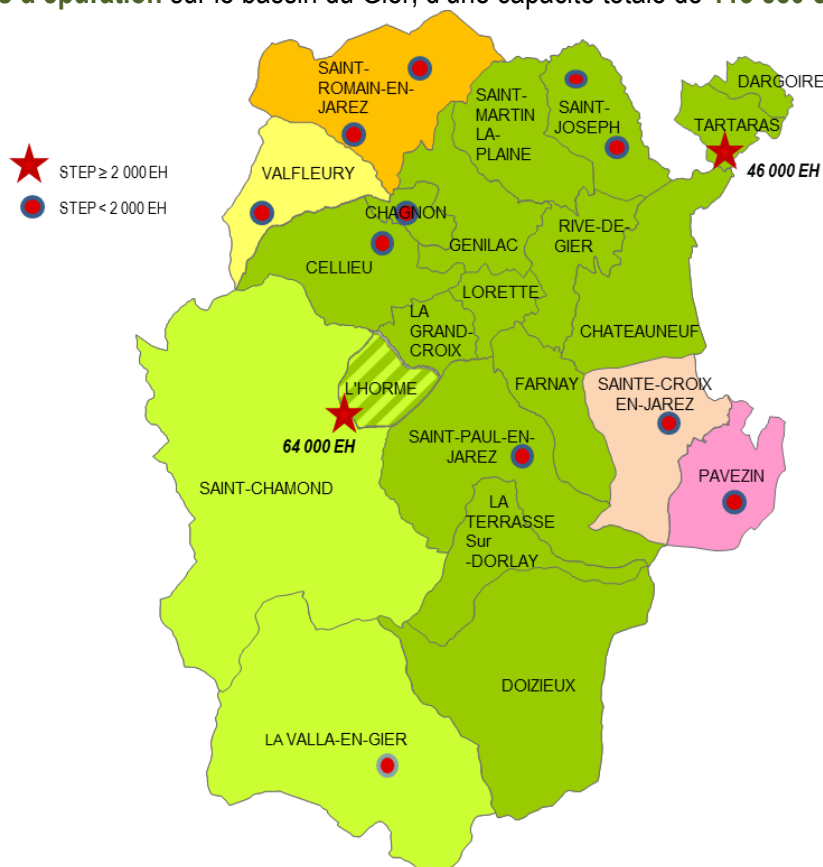 d'épuration sur le bassin du Gier, d'une capacité totale de
SAINT-
ROMAIN-EN-
JAREZ
SAINT-
MARTIN
LA-
PLAINE
SAINT-
JOSEPH
DARGOIRE
TARTARAS
46 000 EH
STEP ≥ 2 000 EH
STEP < 2 000 EH
VALFLEURY
CHAGNON
CELLIEU
GENILAC
RIVE-DE-
GIER
LORETTE
LA
GRAND-
CROIX
CHATEAUNEUF
L'HORME
64 000 EH
FARNAY
SAINTE-CROIX
EN-JAREZ
SAINT-PAUL-EN-
JAREZ
PAVEZIN
SAINT-CHAMOND
LA
TERRASSE
Sur
-DORLAY
DOIZIEUX
LA VALLA-EN-GIER